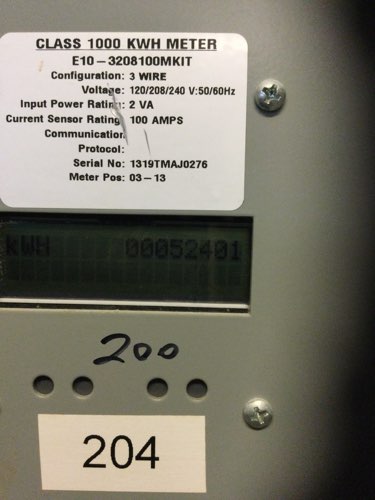 CLASS 1000 KWH METER
E10-3208100MKIT
Configuration: 3 WIRE
Voltage: 120/208/240 V:50/60Hz
Input Power Rating: 2 VA
Current Sensor Rating: 100 AMPS
Communication:
Protocol:
Serial No: 1319TMAJ0276
Meter Pos: 03-13
kWH 00052401
200
204